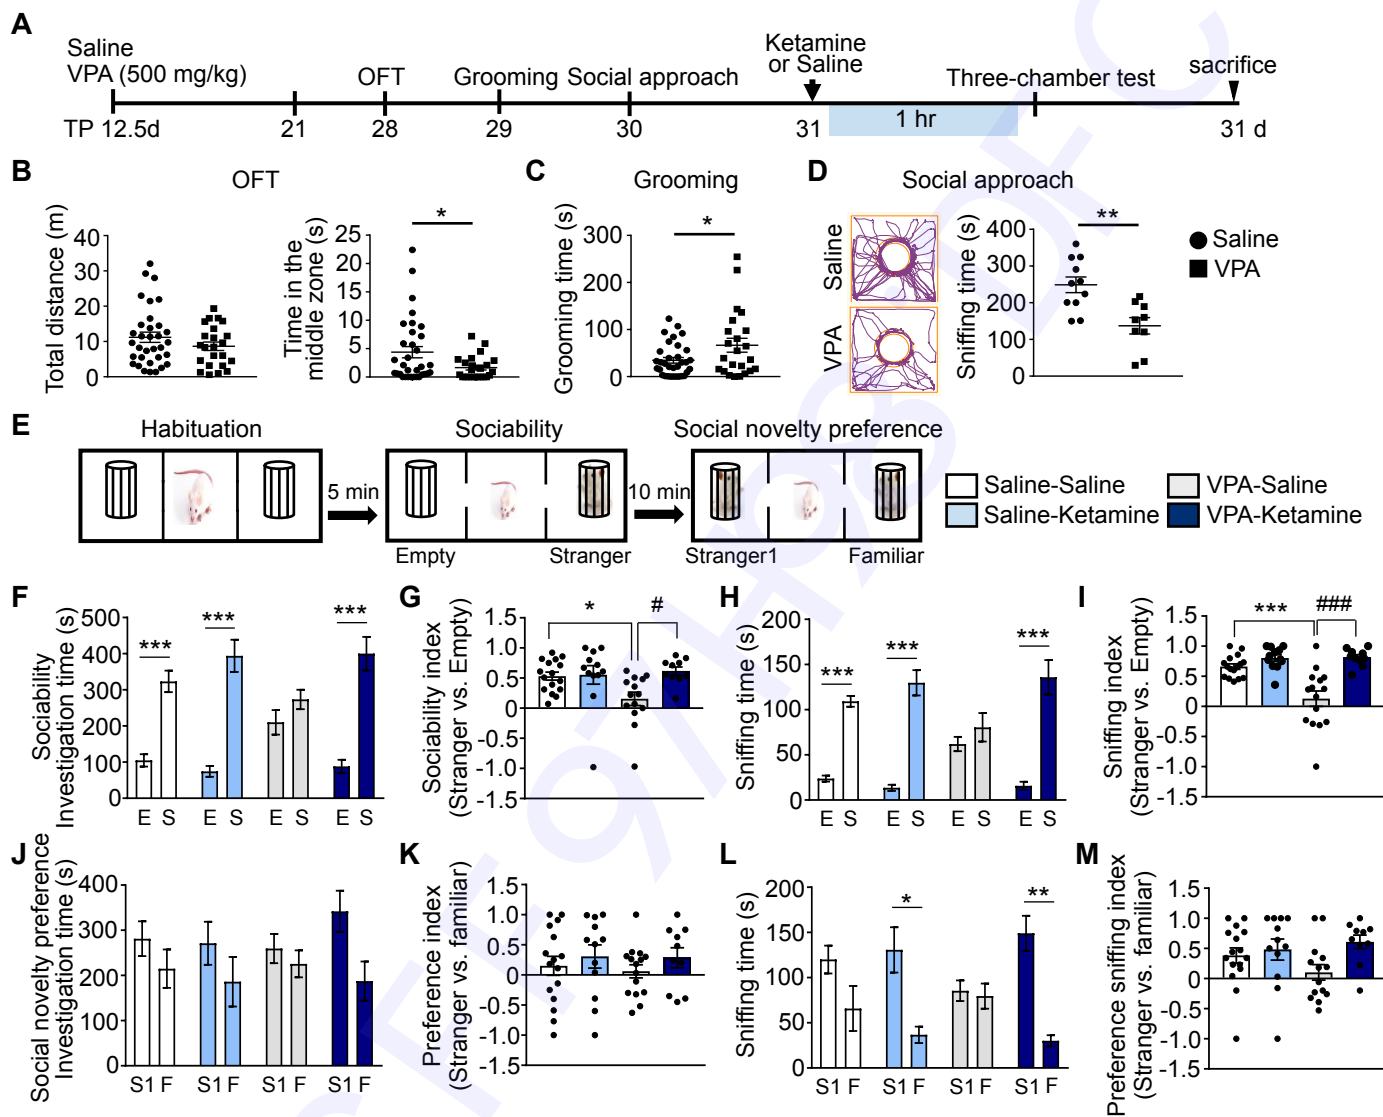 A
Saline
VPA (500 mg/kg)
OFT
Grooming
Social approach
Ketamine
or Saline
Three-chamber test
sacrifice
TP 12.5d
21
28
29
30
31
1 hr
31 d
B
OFT
Total distance (m)
40
30
20
10
0
Time in the
middle zone (s)
25
20
15
10
5
0
*
C
Grooming
Grooming time (s)
300
200
100
0
*
D
Social approach
Saline
VPA
Sniffing time (s)
400
300
200
100
0
**
Saline
VPA
E
Habituation
Sociability
Social novelty preference
5 min
10 min
Empty
Stranger
Stranger1
Familiar
Saline-Saline
VPA-Saline
Saline-Ketamine
VPA-Ketamine
F
Sociability
Investigation time (s)
500
400
300
200
100
0
***
***
***
E S E S E S E S
G
Sociability index
(Stranger vs. Empty)
1.5
1.0
0.5
0
-0.5
-1.0
-1.5
*
#
H
Sniffing time (s)
200
150
100
50
0
***
***
***
E S E S E S E S
I
Sniffing index
(Stranger vs. Empty)
1.5
1.0
0.5
0
-0.5
-1.0
-1.5
***
###
J
Social novelty preference
Investigation time (s)
400
300
200
100
0
S1 F S1 F S1 F S1 F
K
Preference index
(Stranger vs. familiar)
1.5
1.0
0.5
0
-0.5
-1.0
-1.5
L
Sniffing time (s)
200
150
100
50
0
*
**
S1 F S1 F S1 F S1 F
M
Preference sniffing index
(Stranger vs. familiar)
1.5
1.0
0.5
0
-0.5
-1.0
-1.5